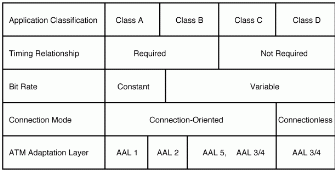 Application Classification Class A Class B Class C Class D
Timing Relationship Required Not Required
Bit Rate Constant Variable
Connection Mode Connection-Oriented Connectionless
ATM Adaptation Layer AAL 1 AAL 2 AAL 5, AAL 3/4 AAL 3/4